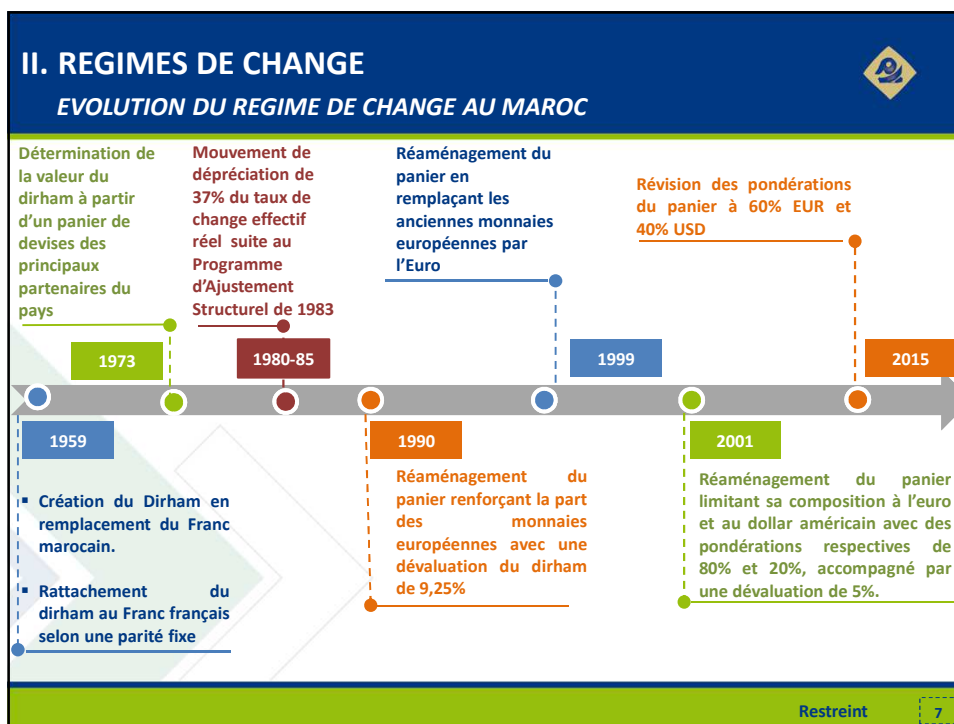 II. REGIMES DE CHANGE
EVOLUTION DU REGIME DE CHANGE AU MAROC
Détermination de
la valeur du
dirham à partir
d’un panier de
devises des
principaux
partenaires du
pays
1973
Mouvement de
dépréciation de
37% du taux de
change effectif
réel suite au
Programme
d’Ajustement
Structurel de 1983
1980-85
Réaménagement du
panier en
remplaçant les
anciennes monnaies
européennes par
l’Euro
1999
Révision des pondérations
du panier à 60% EUR et
40% USD
2015
1959
▪ Création du Dirham en
remplacement du Franc
marocain.
▪ Rattachement du
dirham au Franc français
selon une parité fixe
1990
Réaménagement du
panier renforçant la part
des monnaies
européennes avec une
dévaluation du dirham
de 9,25%
2001
Réaménagement du panier
limitant sa composition à l’euro
et au dollar américain avec des
pondérations respectives de
80% et 20%, accompagné par
une dévaluation de 5%.
Restreint
7